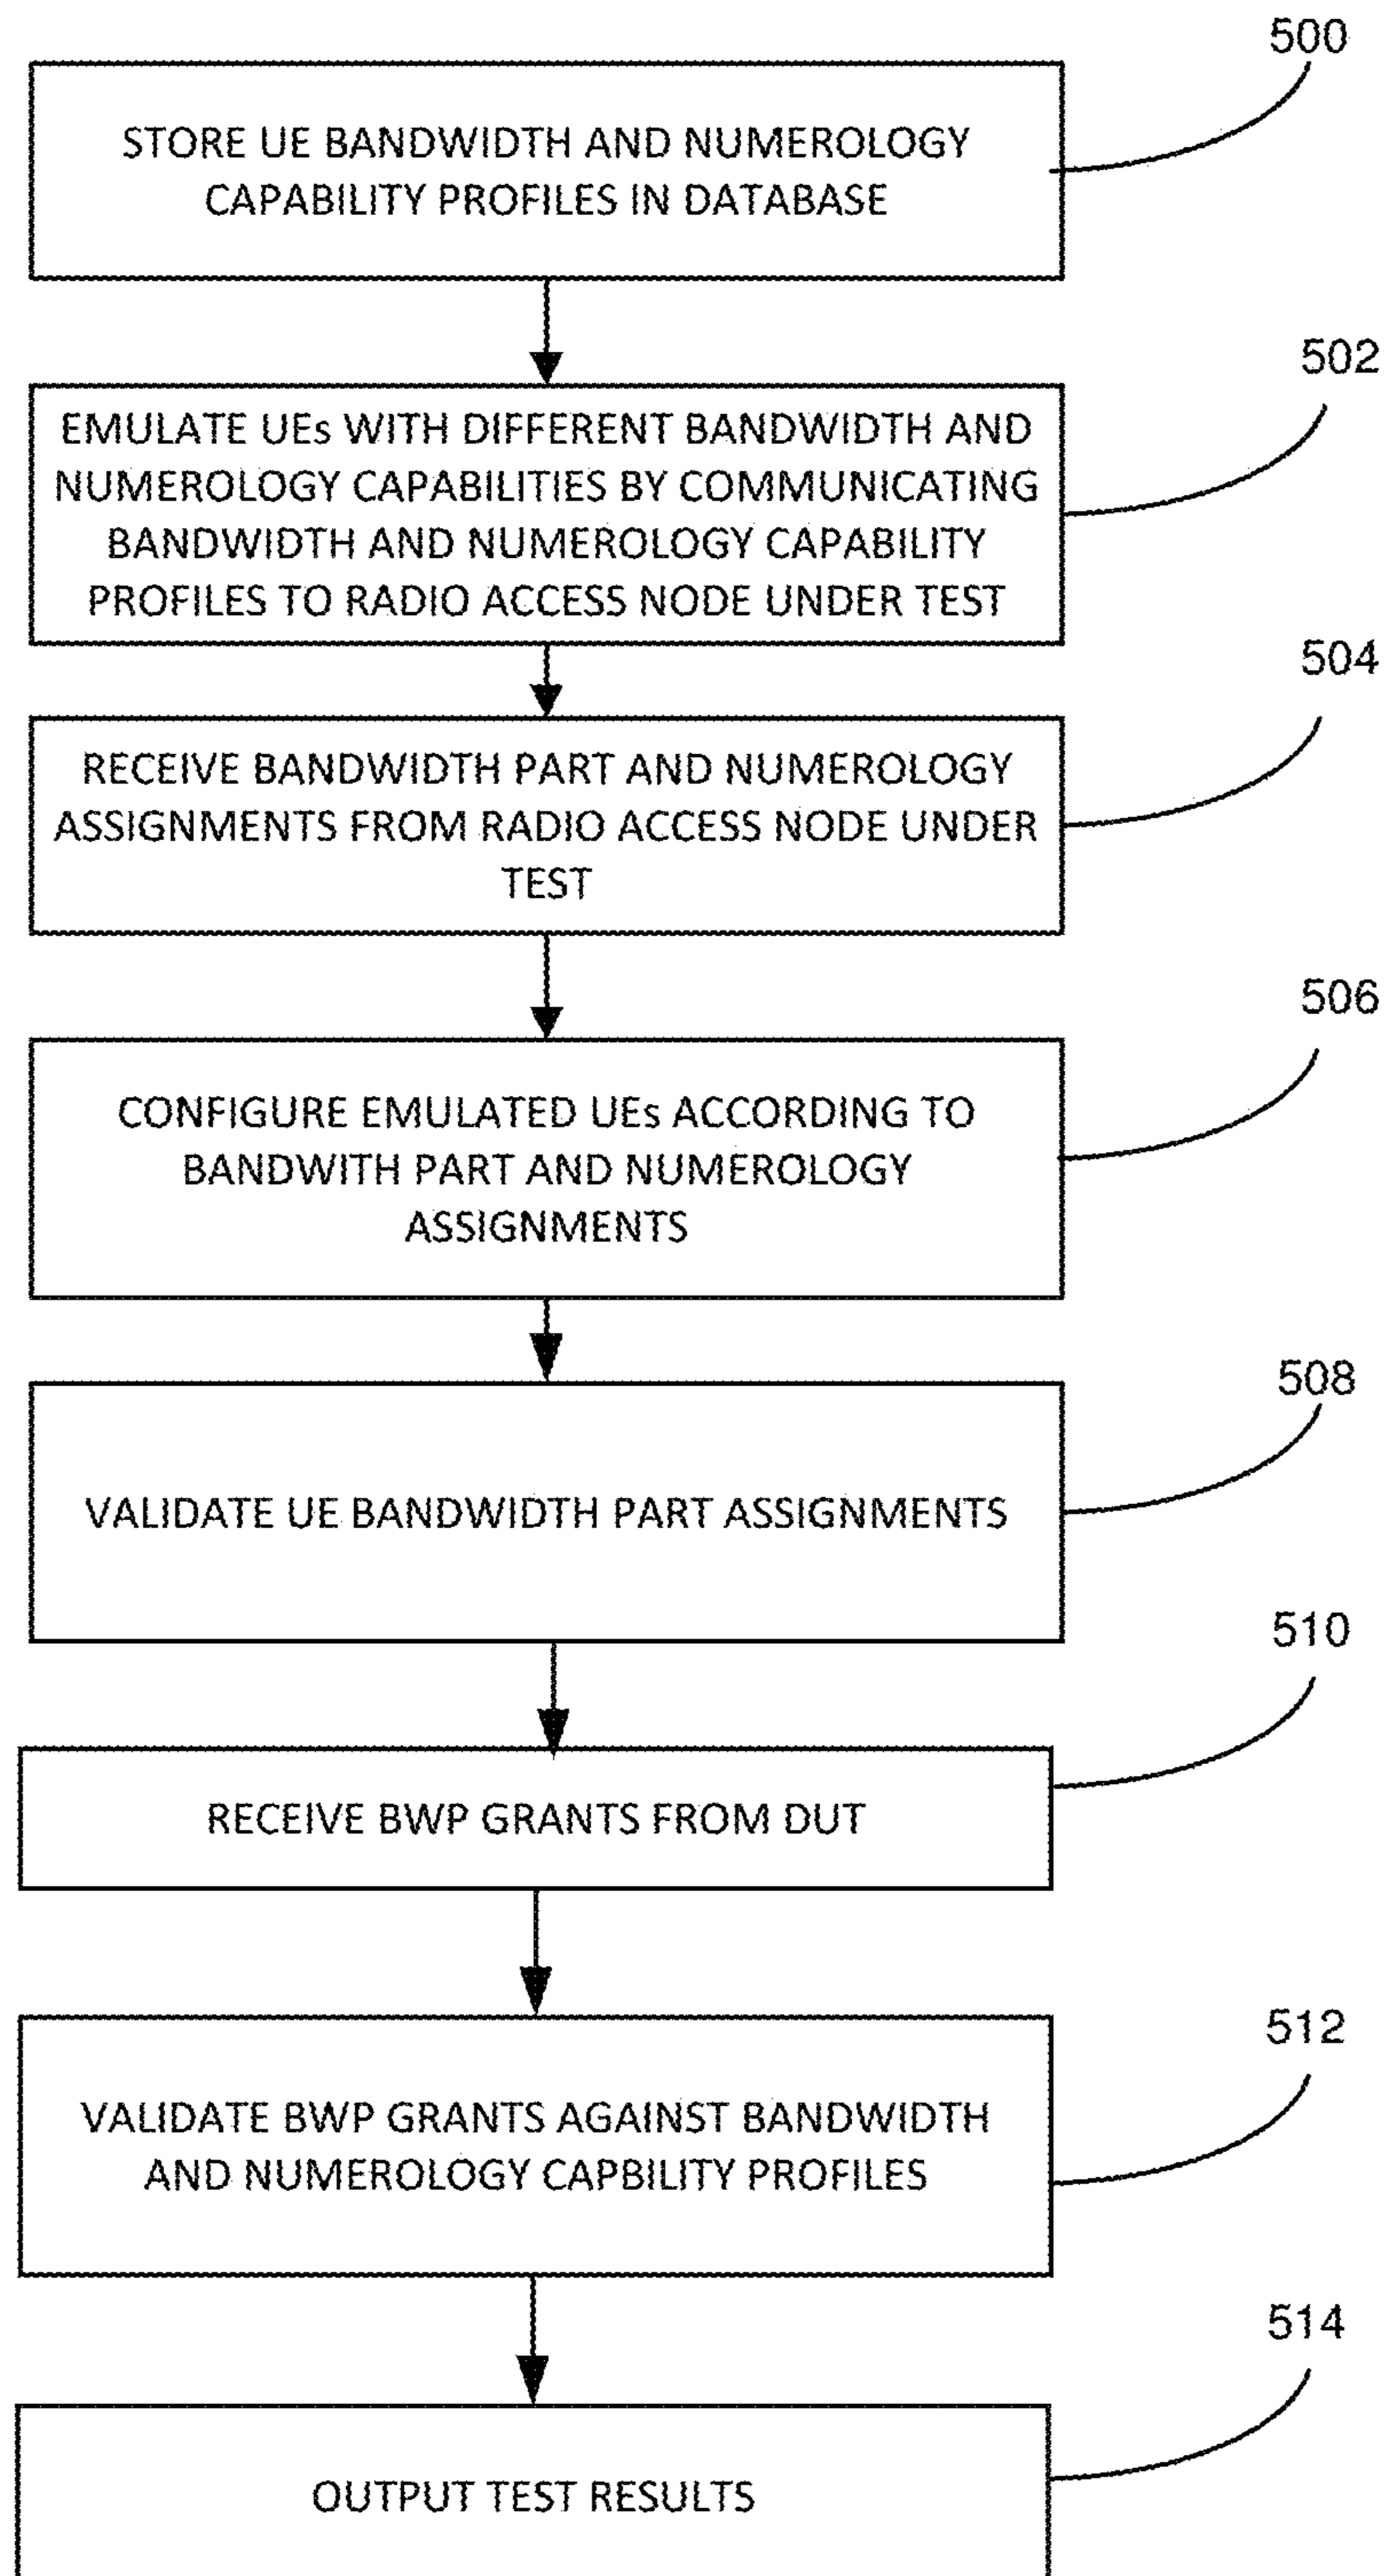 500
STORE UE BANDWIDTH AND NUMEROLOGY
CAPABILITY PROFILES IN DATABASE
502
EMULATE UEs WITH DIFFERENT BANDWIDTH AND
NUMEROLOGY CAPABILITIES BY COMMUNICATING
BANDWIDTH AND NUMEROLOGY CAPABILITY
PROFILES TO RADIO ACCESS NODE UNDER TEST
504
RECEIVE BANDWIDTH PART AND NUMEROLOGY
ASSIGNMENTS FROM RADIO ACCESS NODE UNDER
TEST
506
CONFIGURE EMULATED UEs ACCORDING TO
BANDWITH PART AND NUMEROLOGY
ASSIGNMENTS
508
VALIDATE UE BANDWIDTH PART ASSIGNMENTS
510
RECEIVE BWP GRANTS FROM DUT
512
VALIDATE BWP GRANTS AGAINST BANDWIDTH
AND NUMEROLOGY CAPBILITY PROFILES
514
OUTPUT TEST RESULTS